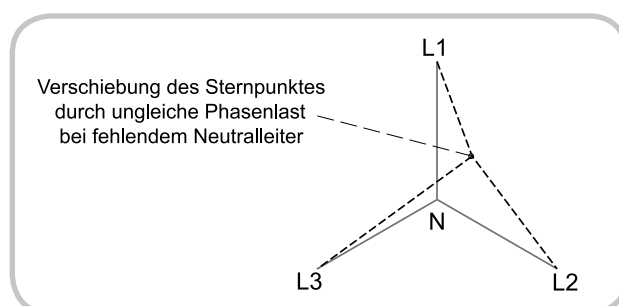 L1
Verschiebung des Sternpunktes
durch ungleiche Phasenlast
bei fehlendem Neutralleiter
N
L3
L2